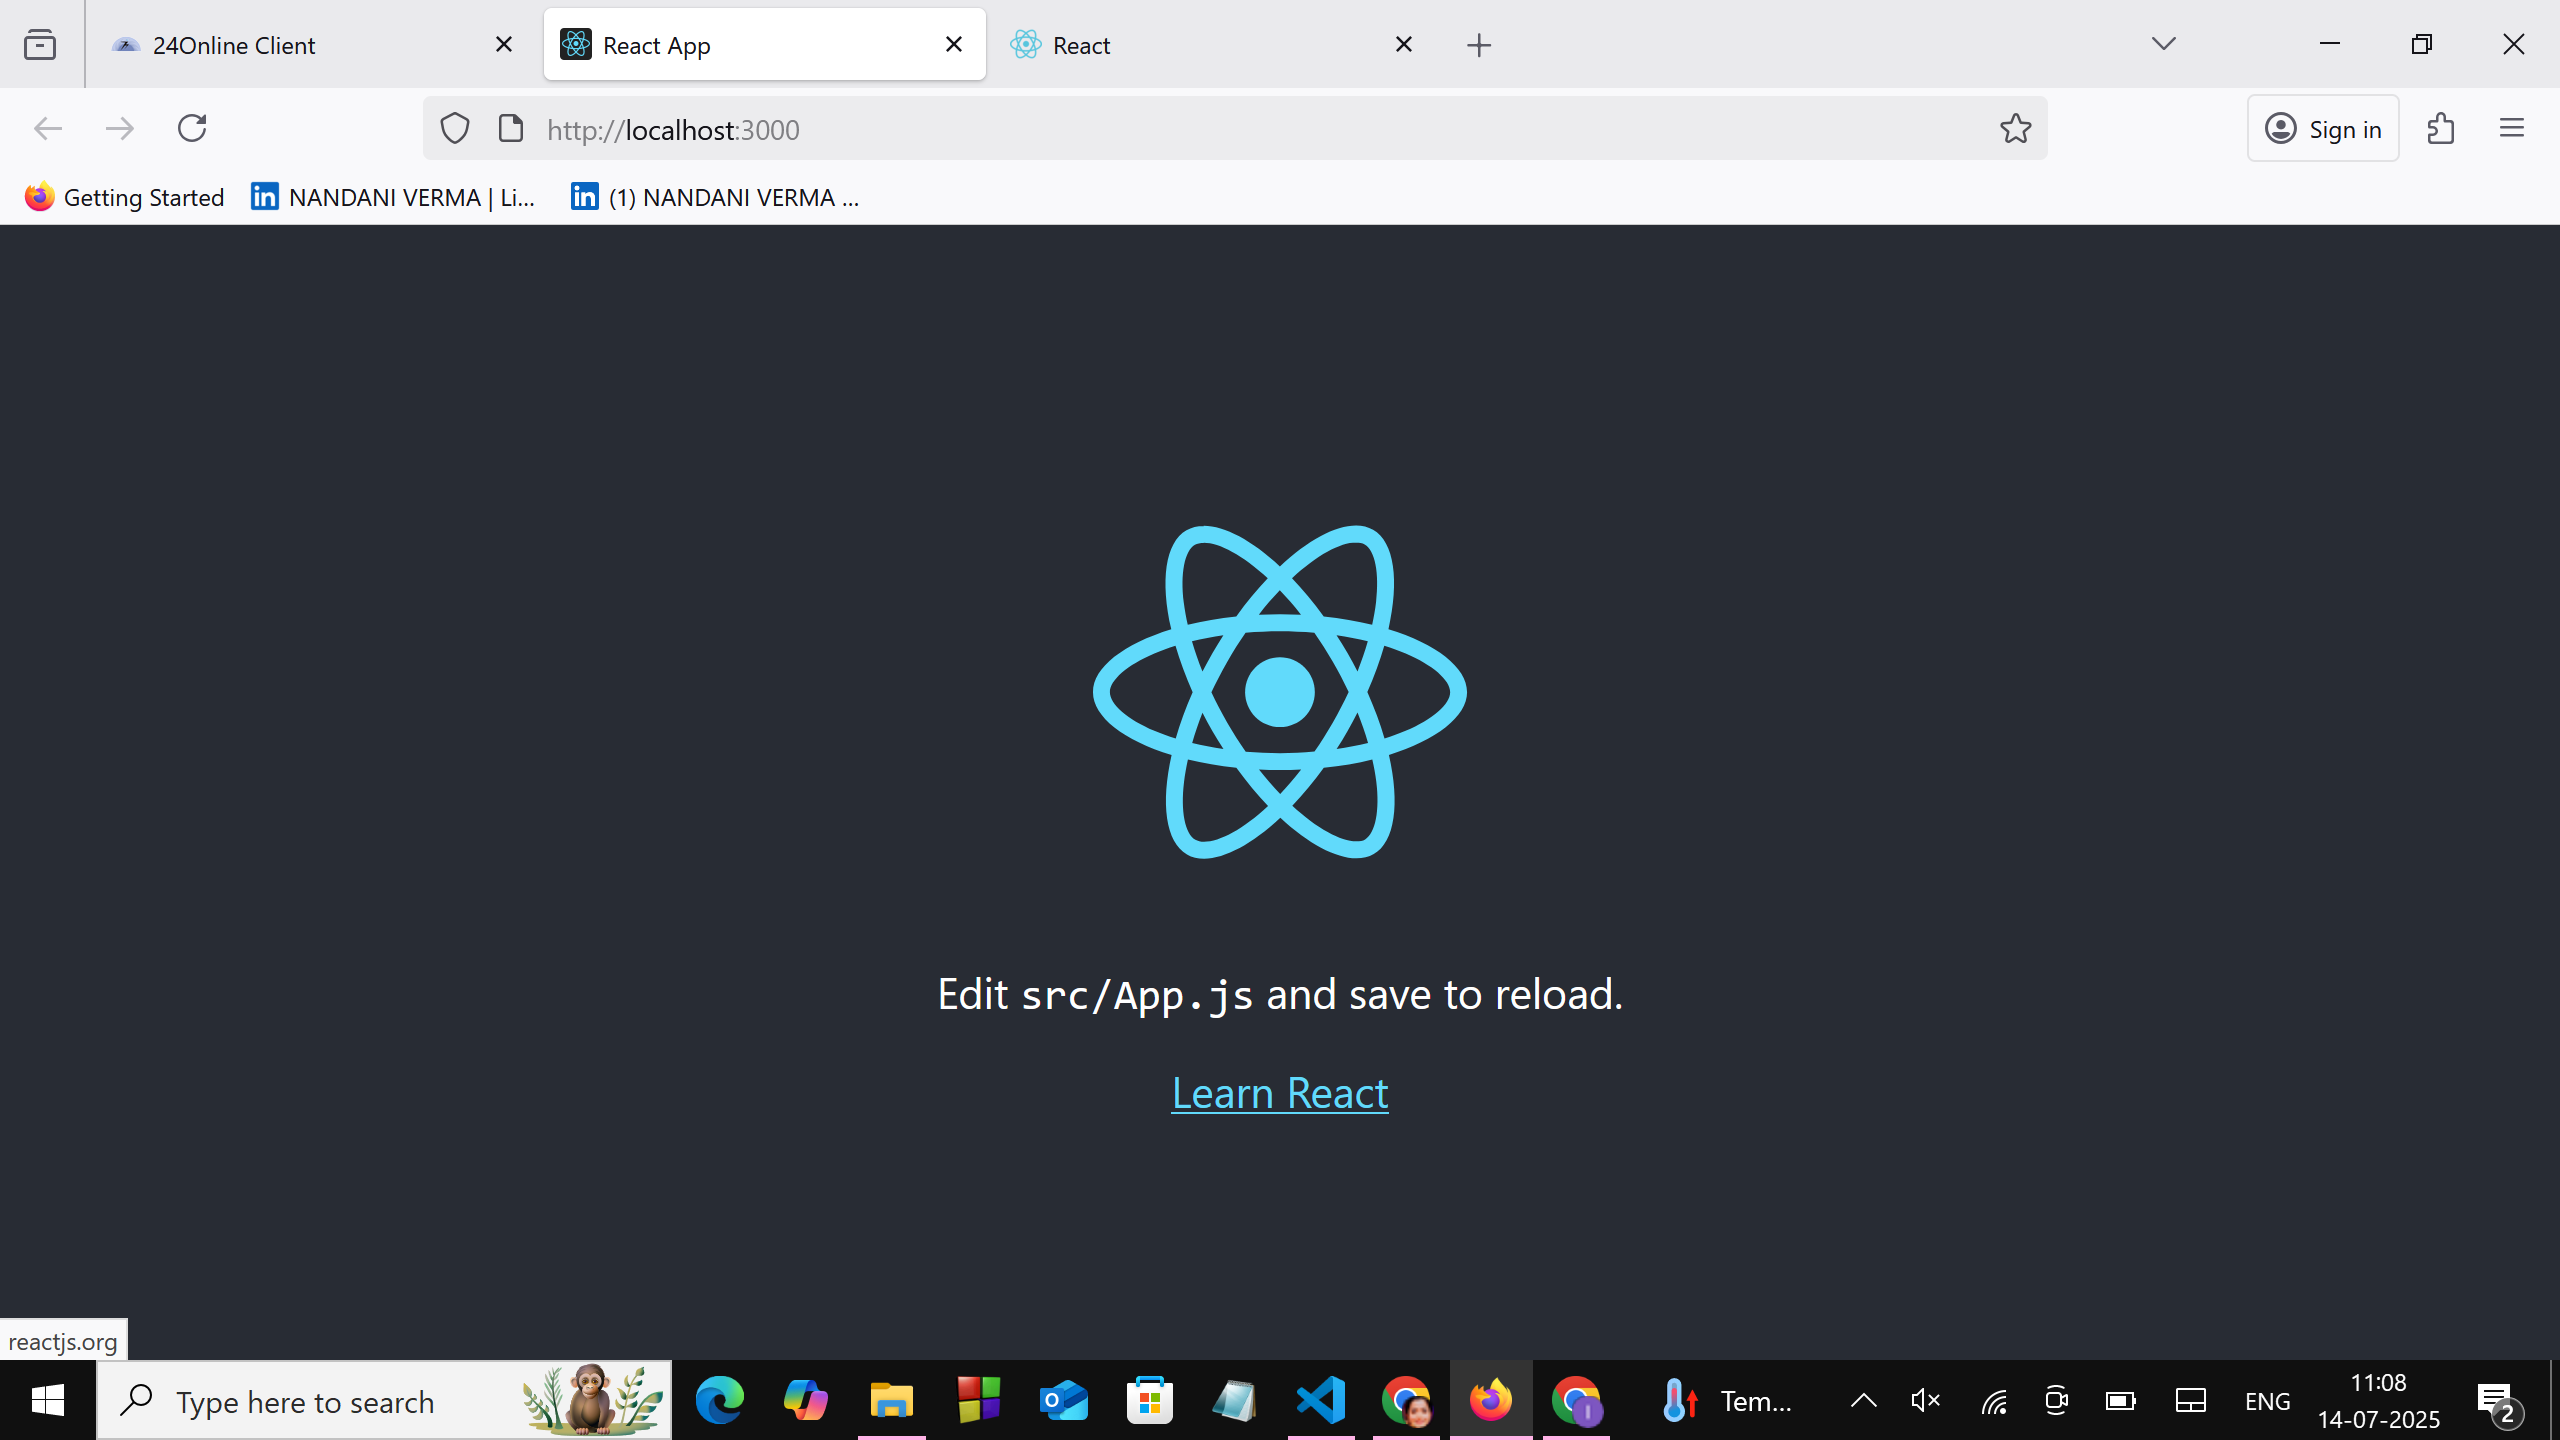 24Online Client
React App
React
http://localhost:3000
Sign in
Getting Started
NANDANI VERMA | Li...
(1) NANDANI VERMA ...
Edit src/App.js and save to reload.
Learn React
reactjs.org
Type here to search
Tem...
ENG
11:08
14-07-2025
2